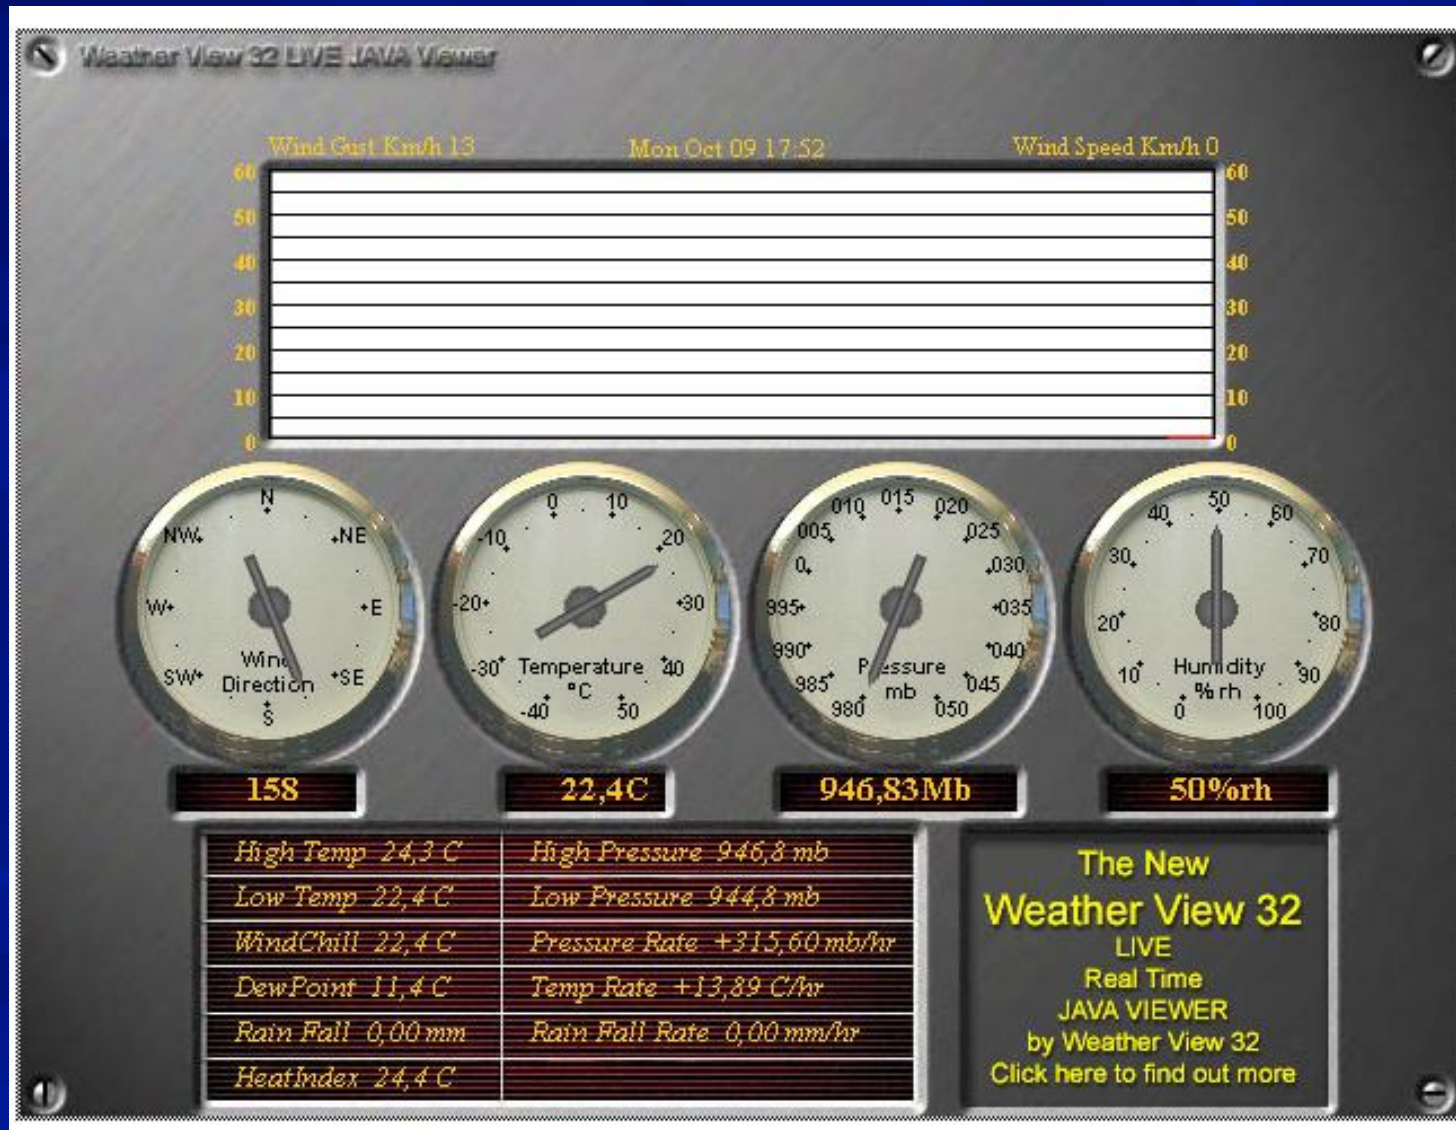 Weather View 32 LIVE JAVA Viewer
Wind Gust Km/h 13 Mon Oct 09 17:52 Wind Speed Km/h 0
60 60
50 50
40 40
30 30
20 20
10 10
0 0
N
NW NE
W E
SW SE
S
Wind
Direction
0 10
-10 20
-20 30
-30 40
-40 50
Temperature
°C
010 015 020
005 025
0 030
995 035
990 040
985 045
980 050
Pressure
mb
40 50 60
30 70
20 80
10 90
0 100
Humidity
% rh
158 22,4C 946,83Mb 50%rh
High Temp 24,3 C High Pressure 946,8 mb
Low Temp 22,4 C Low Pressure 944,8 mb
WindChill 22,4 C Pressure Rate +315,60 mb/hr
DewPoint 11,4 C Temp Rate +13,89 C/hr
Rain Fall 0,00 mm Rain Fall Rate 0,00 mm/hr
HeatIndex 24,4 C
The New
Weather View 32
LIVE
Real Time
JAVA VIEWER
by Weather View 32
Click here to find out more